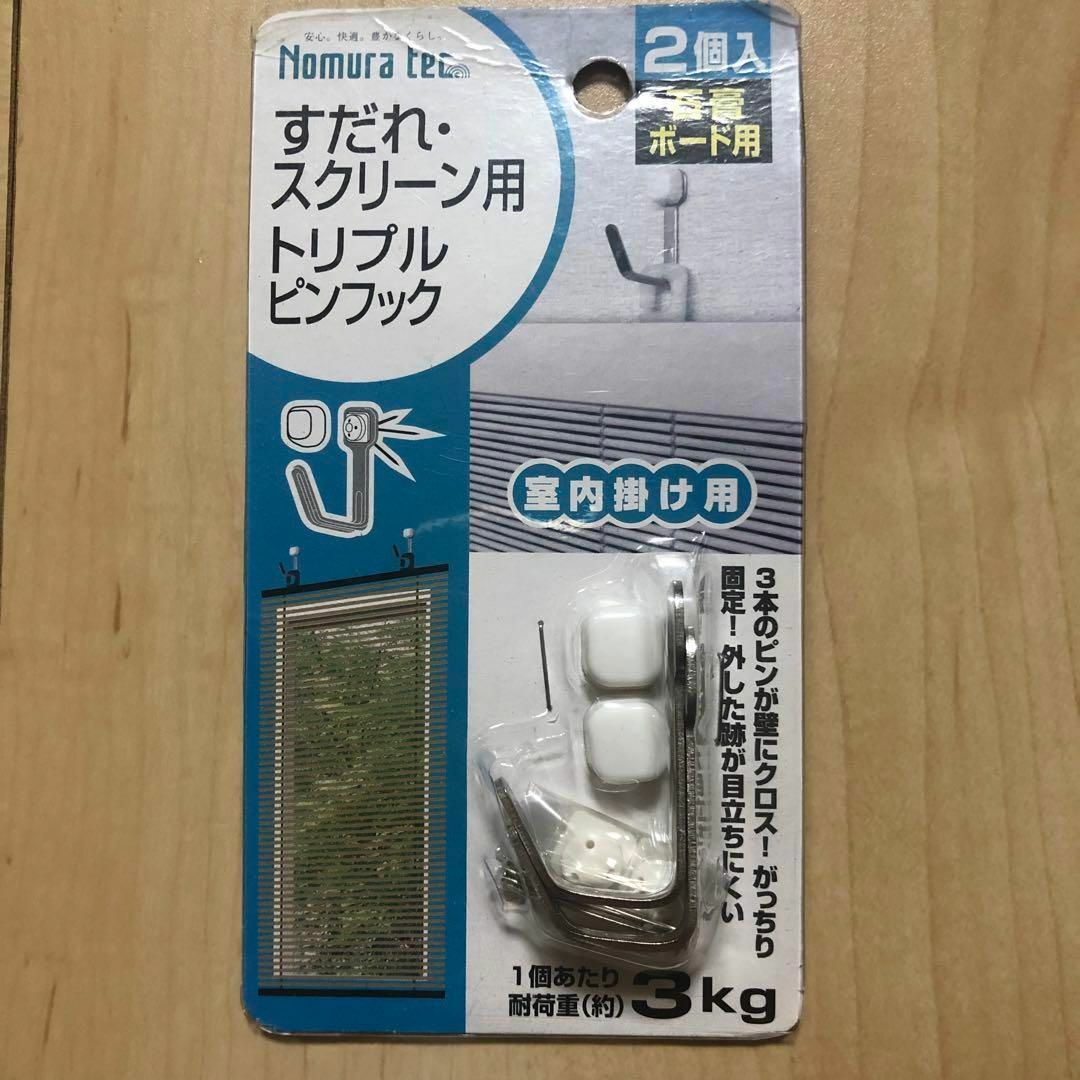 安心。快適。豊かなくらし。
Nomura tec
すだれ・
スクリーン用
トリプル
ピンフック
2個入
石膏
ボード用
室内掛け用
3本のピンが壁にクロス！がっちり
固定！外した跡が目立ちにくい
1個あたり
耐荷重(約)
3kg